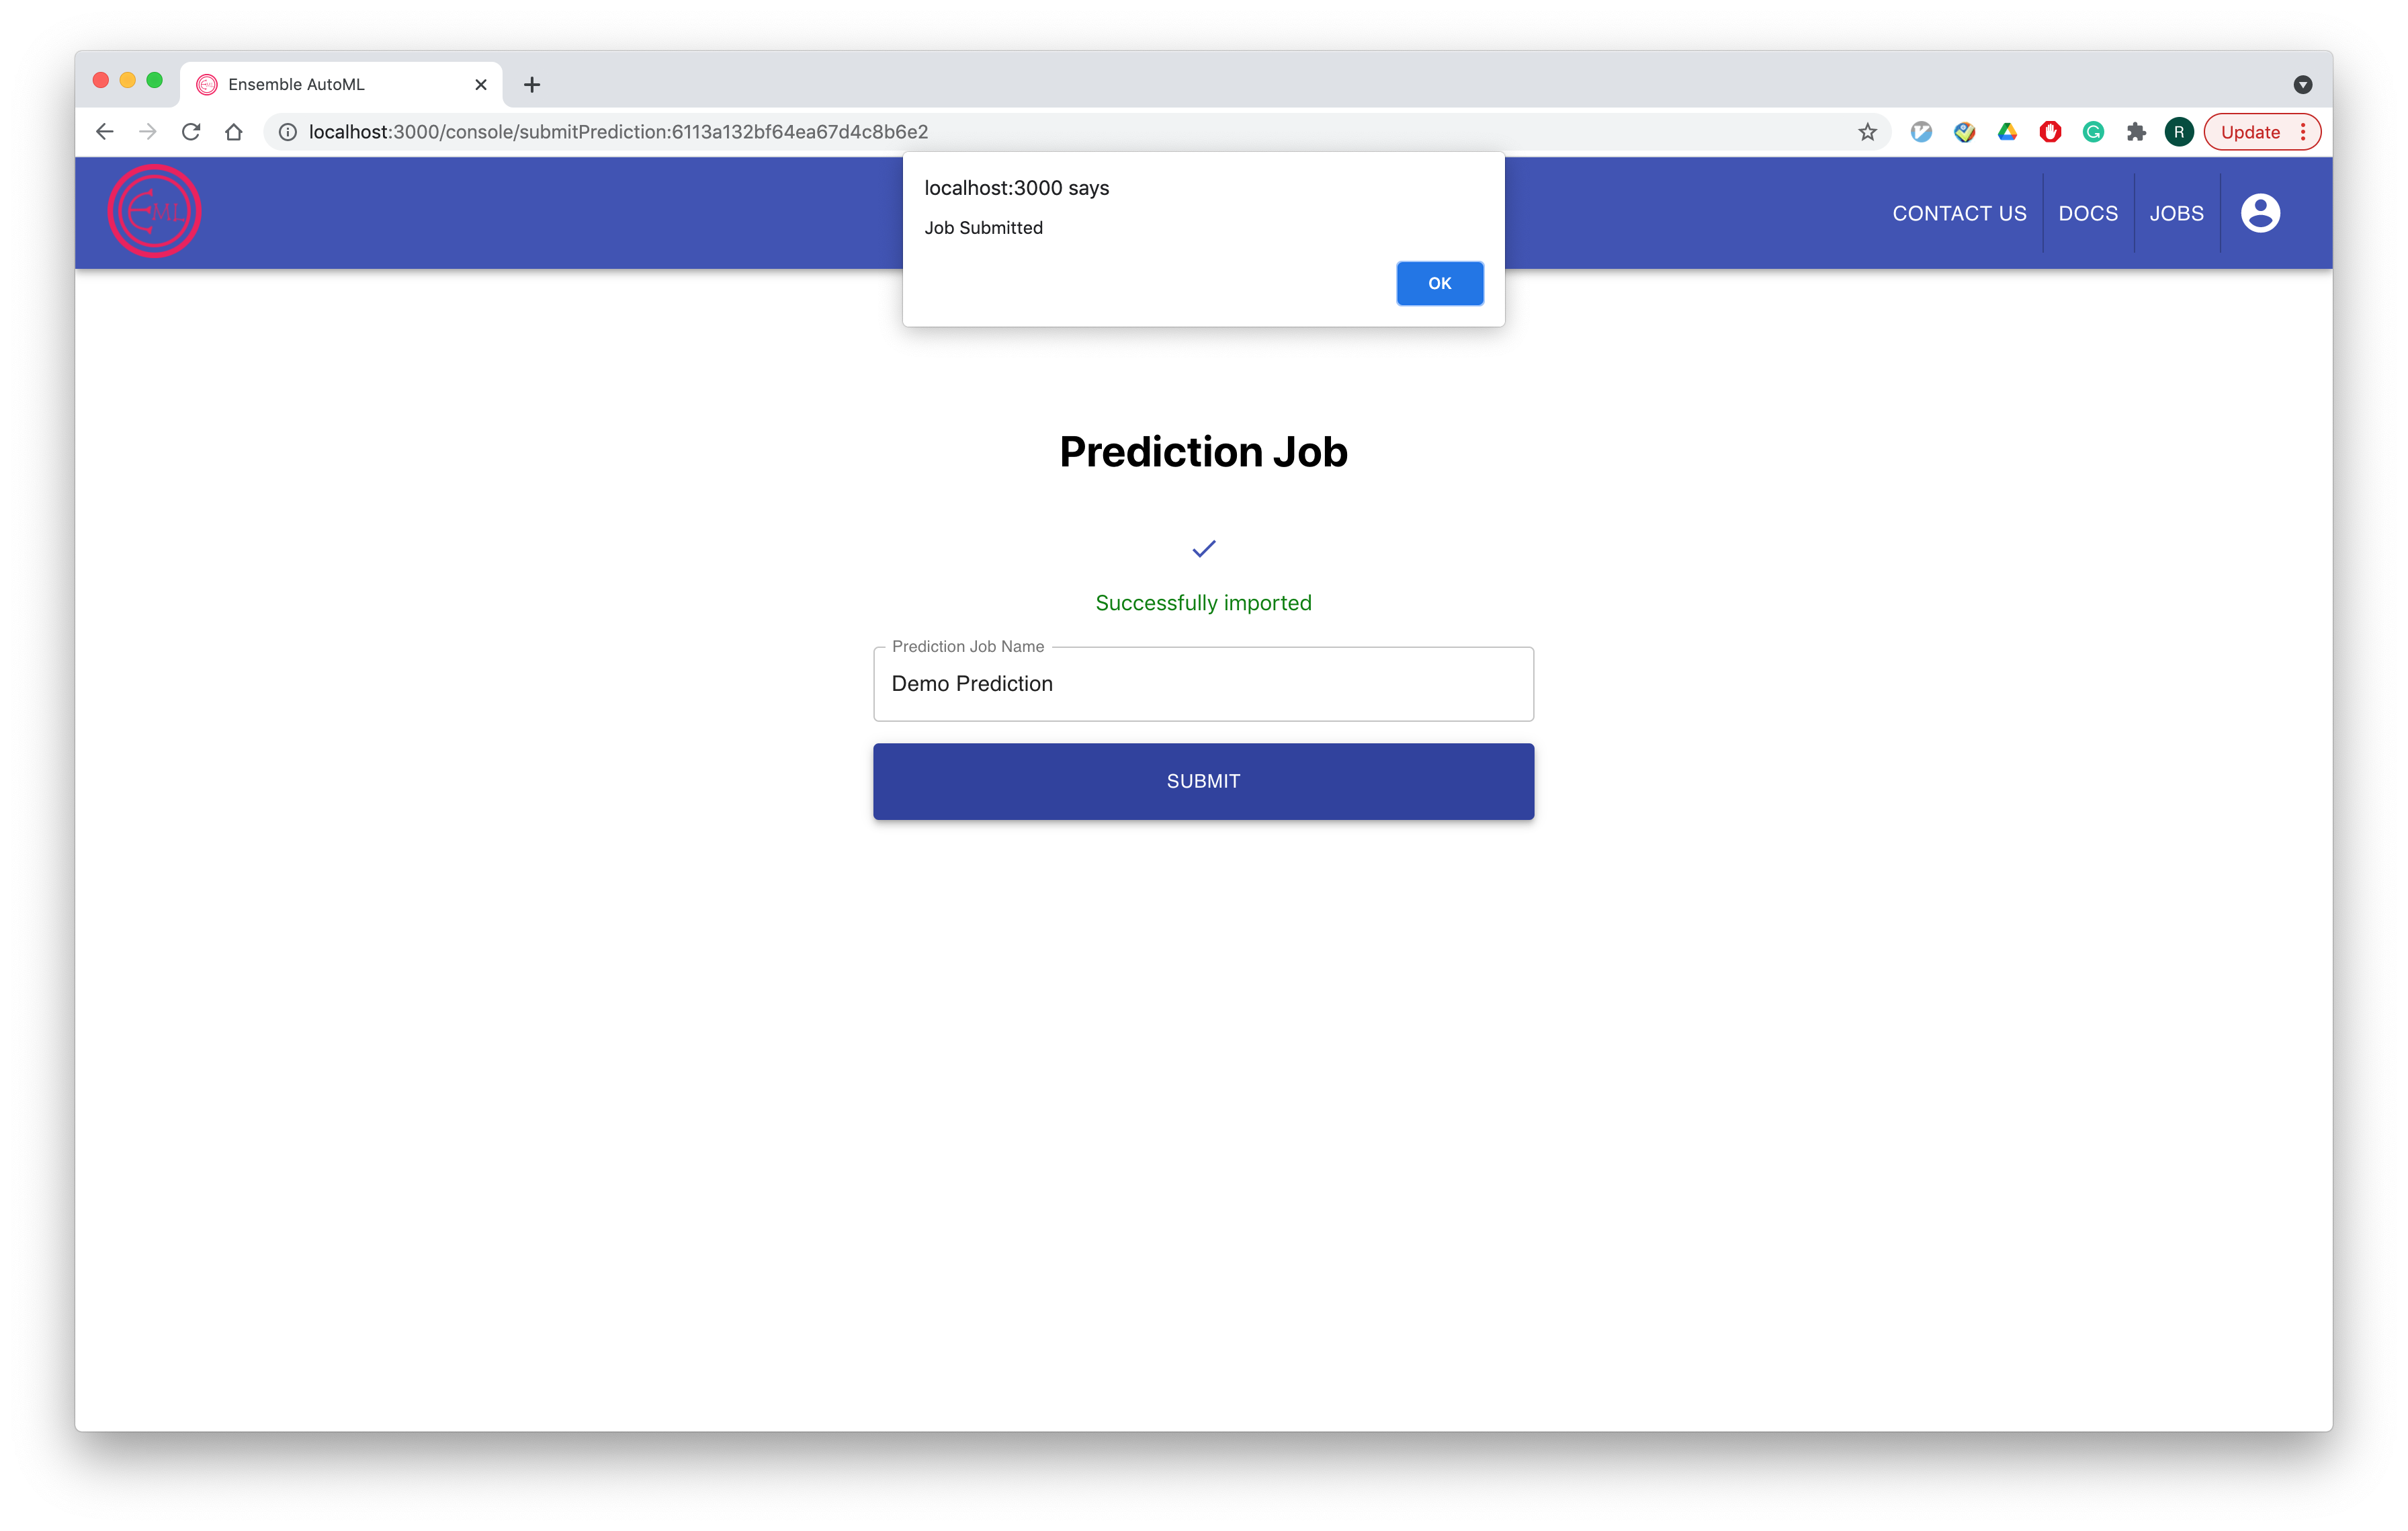 Ensemble AutoML
localhost:3000/console/submitPrediction:6113a132bf64ea67d4c8b6e2
R
Update
localhost:3000 says
Job Submitted
OK
EML
CONTACT US
DOCS
JOBS
Prediction Job
Successfully imported
Prediction Job Name
Demo Prediction
SUBMIT